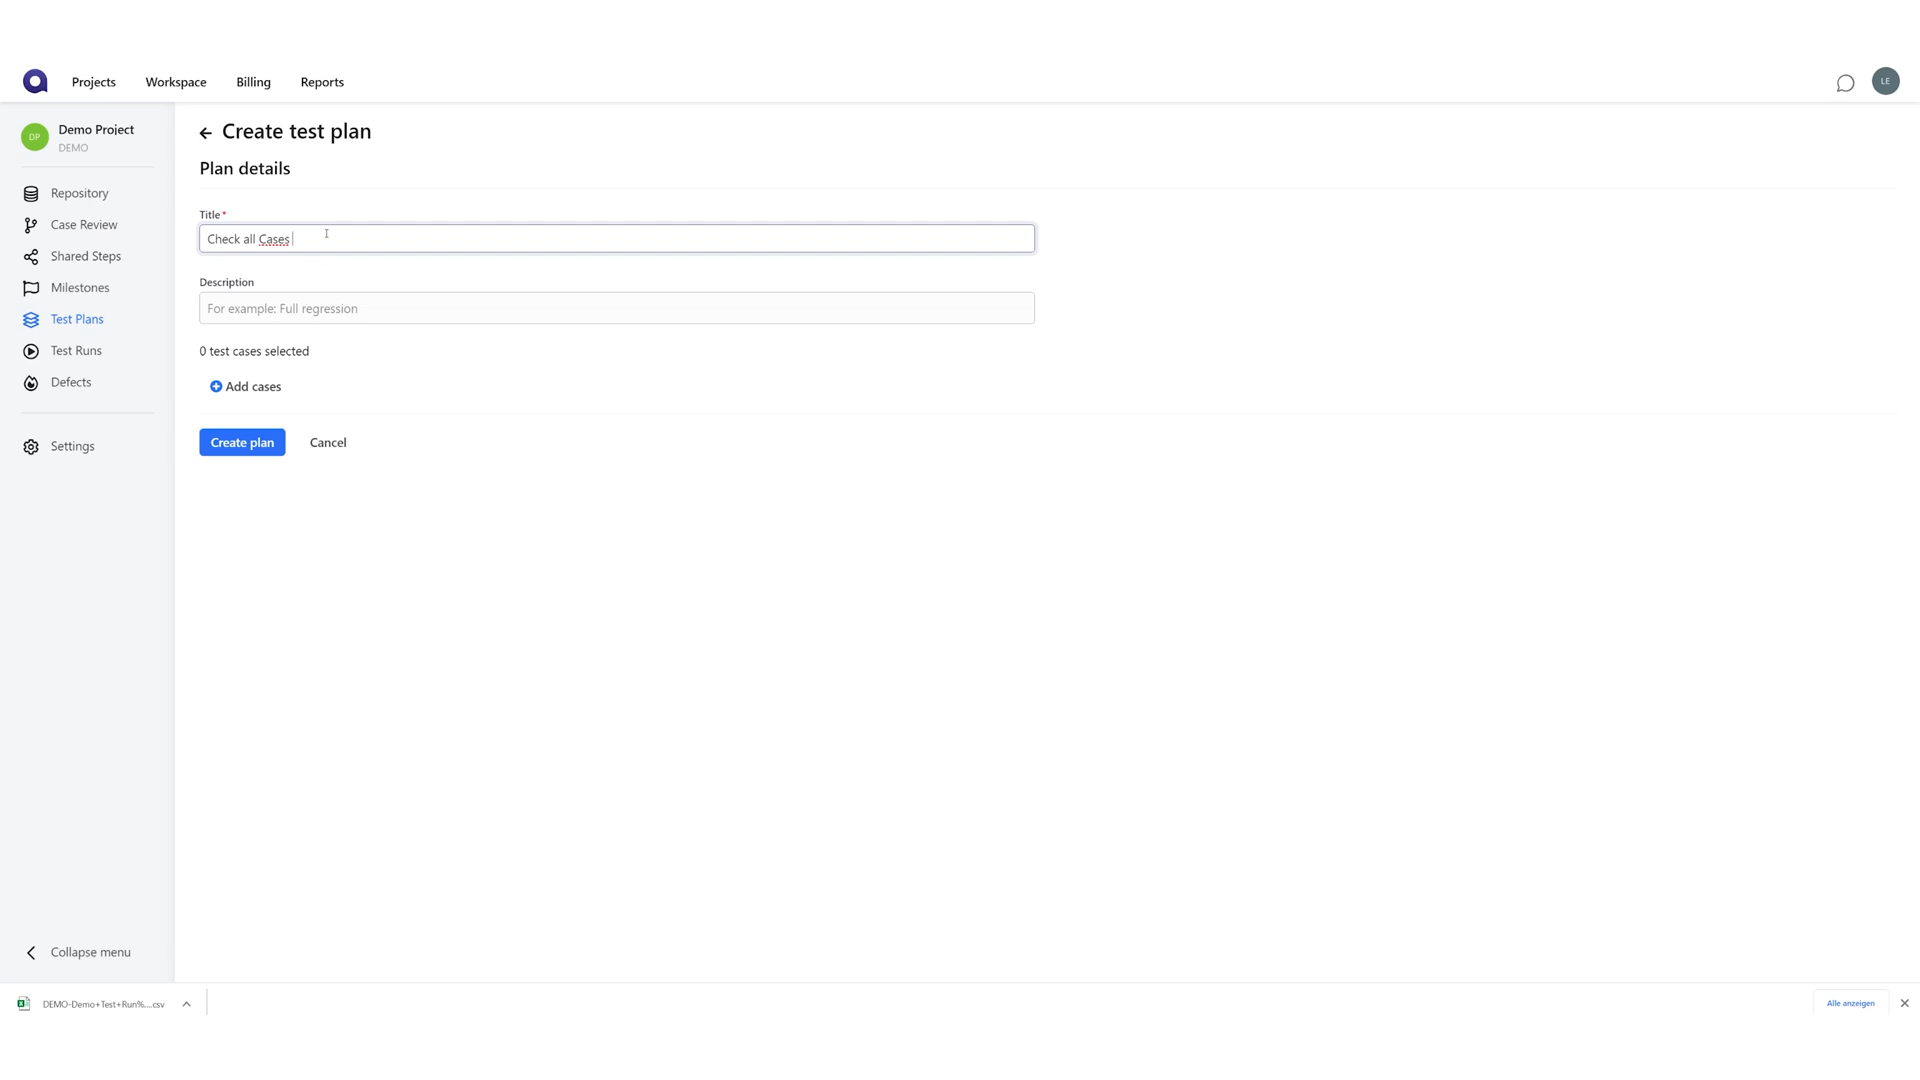 Projects Workspace Billing Reports
LE
DP
Demo Project
DEMO
Repository
Case Review
Shared Steps
Milestones
Test Plans
Test Runs
Defects
Settings
Collapse menu
Create test plan
Plan details
Title*
Check all Cases
Description
For example: Full regression
0 test cases selected
Add cases
Create plan Cancel
DEMO-Demo+Test+Run%....csv
Alle anzeigen